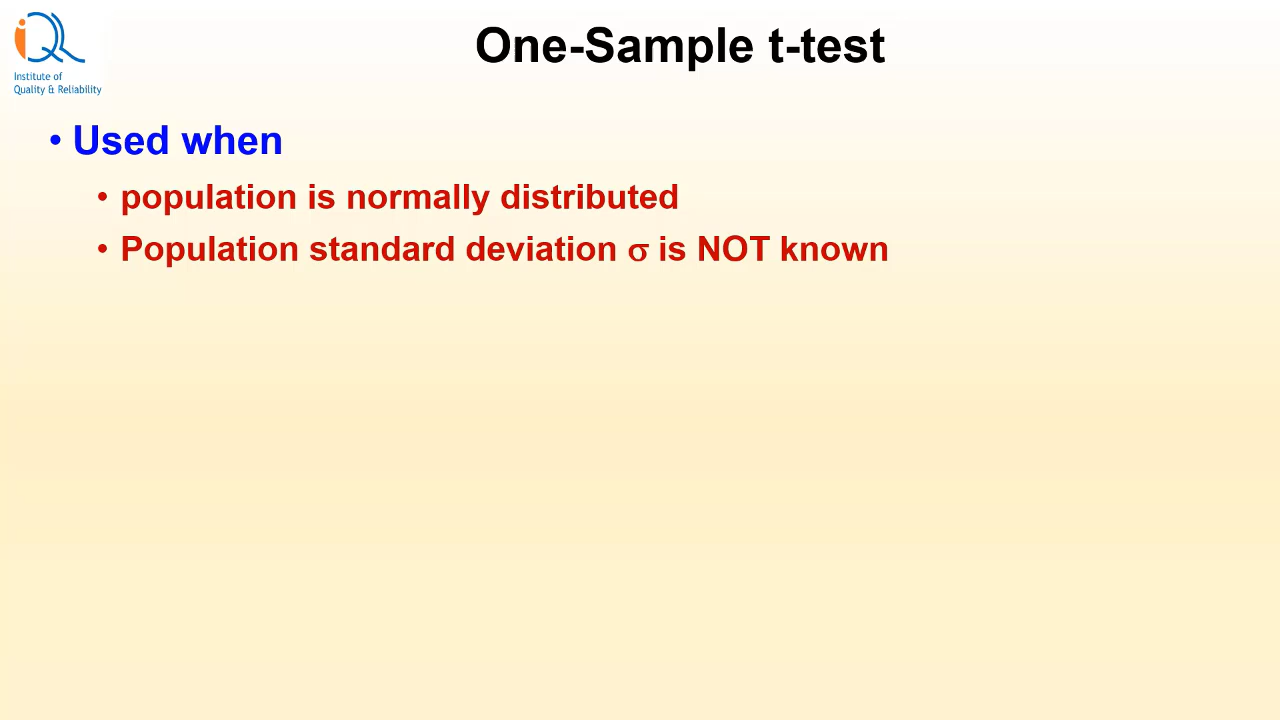 iQR
Institute of
Quality & Reliability
One-Sample t-test
• Used when
• population is normally distributed
• Population standard deviation σ is NOT known